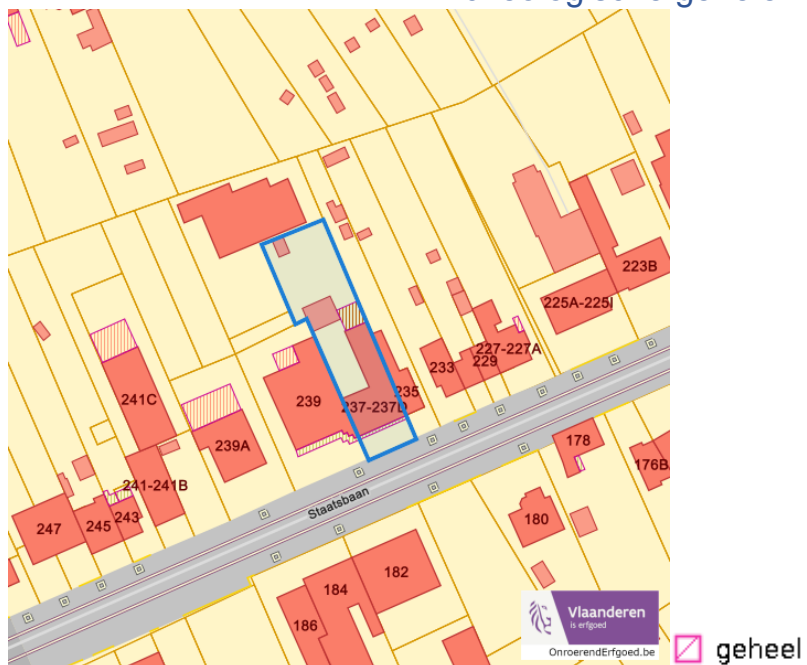 223B
225A-225I
227-227A
229
233
235
237-237D
239
239A
241C
241-241B
243
245
247
Staatsbaan
178
176B
180
182
184
186
Vlaanderen
is erfgoed
OnroerendErfgoed.be
geheel